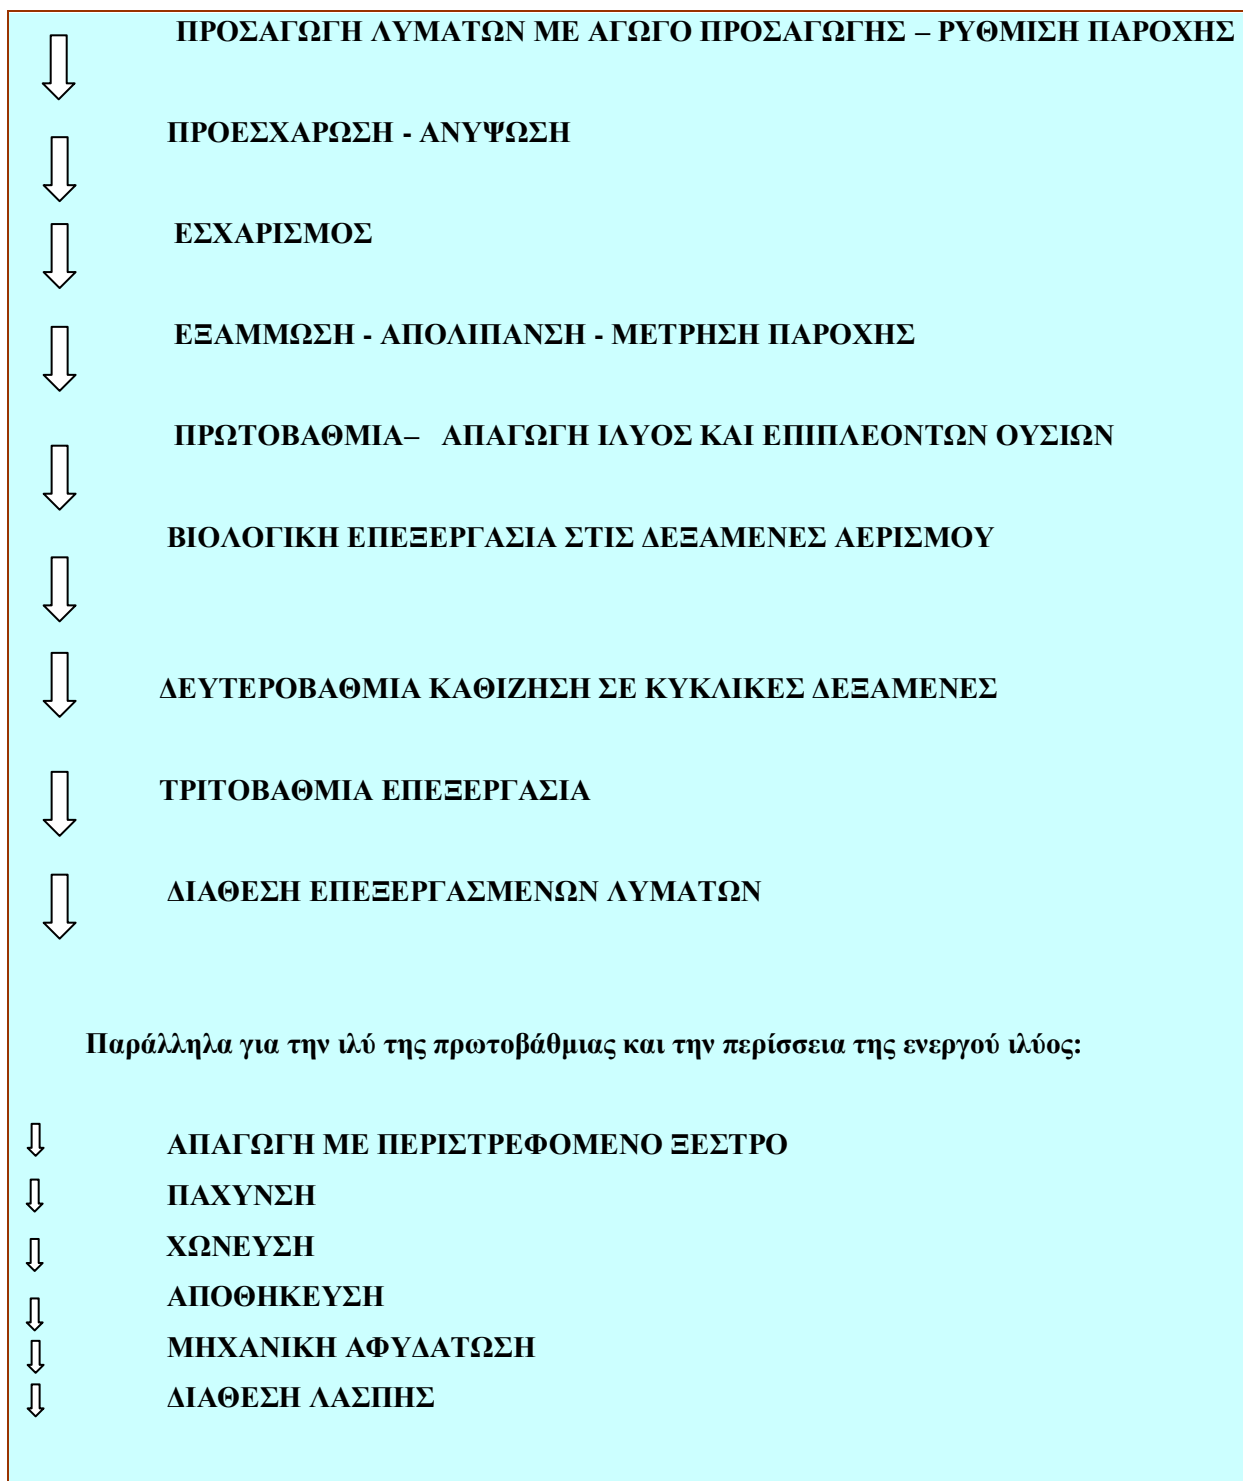 ΠΡΟΣΑΓΩΓΗ ΛΥΜΑΤΩΝ ΜΕ ΑΓΩΓΟ ΠΡΟΣΑΓΩΓΗΣ – ΡΥΘΜΙΣΗ ΠΑΡΟΧΗΣ
ΠΡΟΕΣΧΑΡΩΣΗ - ΑΝΥΨΩΣΗ
ΕΣΧΑΡΙΣΜΟΣ
ΕΞΑΜΜΩΣΗ - ΑΠΟΛΙΠΑΝΣΗ - ΜΕΤΡΗΣΗ ΠΑΡΟΧΗΣ
ΠΡΩΤΟΒΑΘΜΙΑ– ΑΠΑΓΩΓΗ ΙΛΥΟΣ ΚΑΙ ΕΠΙΠΛΕΟΝΤΩΝ ΟΥΣΙΩΝ
ΒΙΟΛΟΓΙΚΗ ΕΠΕΞΕΡΓΑΣΙΑ ΣΤΙΣ ΔΕΞΑΜΕΝΕΣ ΑΕΡΙΣΜΟΥ
ΔΕΥΤΕΡΟΒΑΘΜΙΑ ΚΑΘΙΖΗΣΗ ΣΕ ΚΥΚΛΙΚΕΣ ΔΕΞΑΜΕΝΕΣ
ΤΡΙΤΟΒΑΘΜΙΑ ΕΠΕΞΕΡΓΑΣΙΑ
ΔΙΑΘΕΣΗ ΕΠΕΞΕΡΓΑΣΜΕΝΩΝ ΛΥΜΑΤΩΝ
Παράλληλα για την ιλύ της πρωτοβάθμιας και την περίσσεια της ενεργού ιλύος:
ΑΠΑΓΩΓΗ ΜΕ ΠΕΡΙΣΤΡΕΦΟΜΕΝΟ ΞΕΣΤΡΟ
ΠΑΧΥΝΣΗ
ΧΩΝΕΥΣΗ
ΑΠΟΘΗΚΕΥΣΗ
ΜΗΧΑΝΙΚΗ ΑΦΥΔΑΤΩΣΗ
ΔΙΑΘΕΣΗ ΛΑΣΠΗΣ